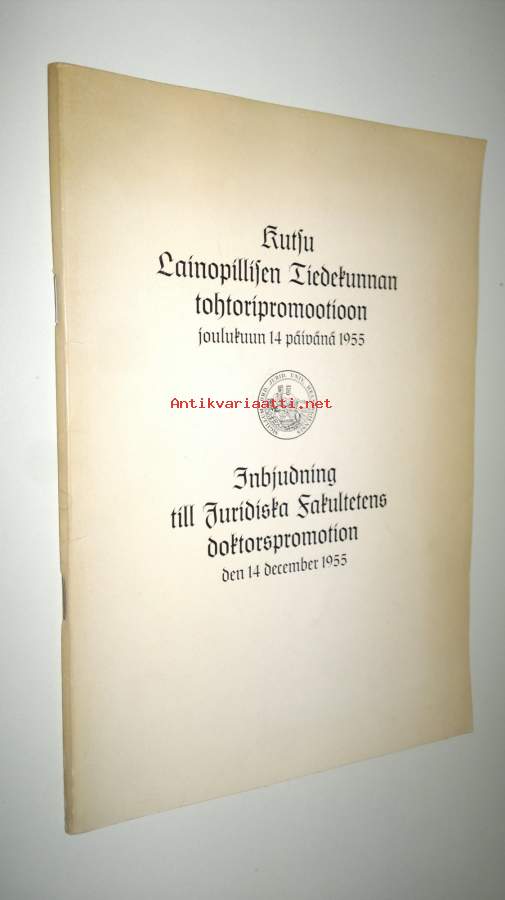 Kutsu
Lainopillisen Tiedekunnan
tohtoripromootioon
joulukuun 14 päivänä 1955
Antikvariaatti.net
Inbjudning
till Juridiska Fakultetens
doktorspromotion
den 14 december 1955